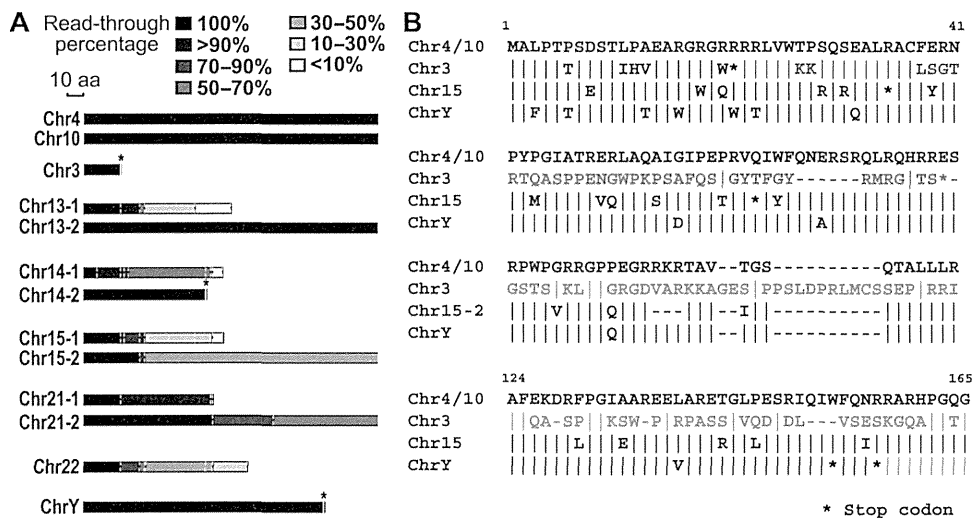 A
Read-through percentage
100%
>90%
70–90%
50–70%
30–50%
10–30%
<10%
10 aa
Chr4
Chr10
Chr3 *
Chr13-1
Chr13-2
Chr14-1
Chr14-2 *
Chr15-1
Chr15-2
Chr21-1
Chr21-2
Chr22
ChrY *
B
1 41
Chr4/10 MALPTPSDSTLPAEARGRGRRRRLVWTPSQSEALRACFERN
Chr3 |||||T||||IHV||||||W*|||||KK|||||||||LSGT
Chr15 |||||||E|||||||||W|Q||||||||R|R|||*|||Y||
ChrY ||F||T||||||T||W||||W|T||||||||Q|||||||||
Chr4/10 PYPGIATRERLAQAIGIPEPRVQIWFQNERSRQLRQHRRES
Chr3 RTQASPPENGWPKPSAFQS|GYTFGY------RMRG|TS*-
Chr15 ||M|||||VQ|||S|||||T||*|Y||||||||||||||||
ChrY |||||||||||||||D||||||||||||A||||||||||||
Chr4/10 RPWPGRRGPPEGRRKRTAV--TGS----------QTALLLR
Chr3 GSTS|KL||GRGDVARKKAGES|PPSLDPRLMCSSEP|RRI
Chr15-2 ||||V||||Q|||---|||--I||----------|||||||
ChrY |||||||||Q|||||||||--|||----------|||||||
124 165
Chr4/10 AFEKDRFPGIAAREELARETGLPESRIQIWFQNRRARHPGQG
Chr3 ||QA-SP||KSW-P|RPASS|VQD|DL---VSESKGQA||T|
Chr15 ||||||L|||E||||||||R||L|||||||||I|||||||||
ChrY |||||||||||||||V|||||||||||||*|||*||||||||
* Stop codon